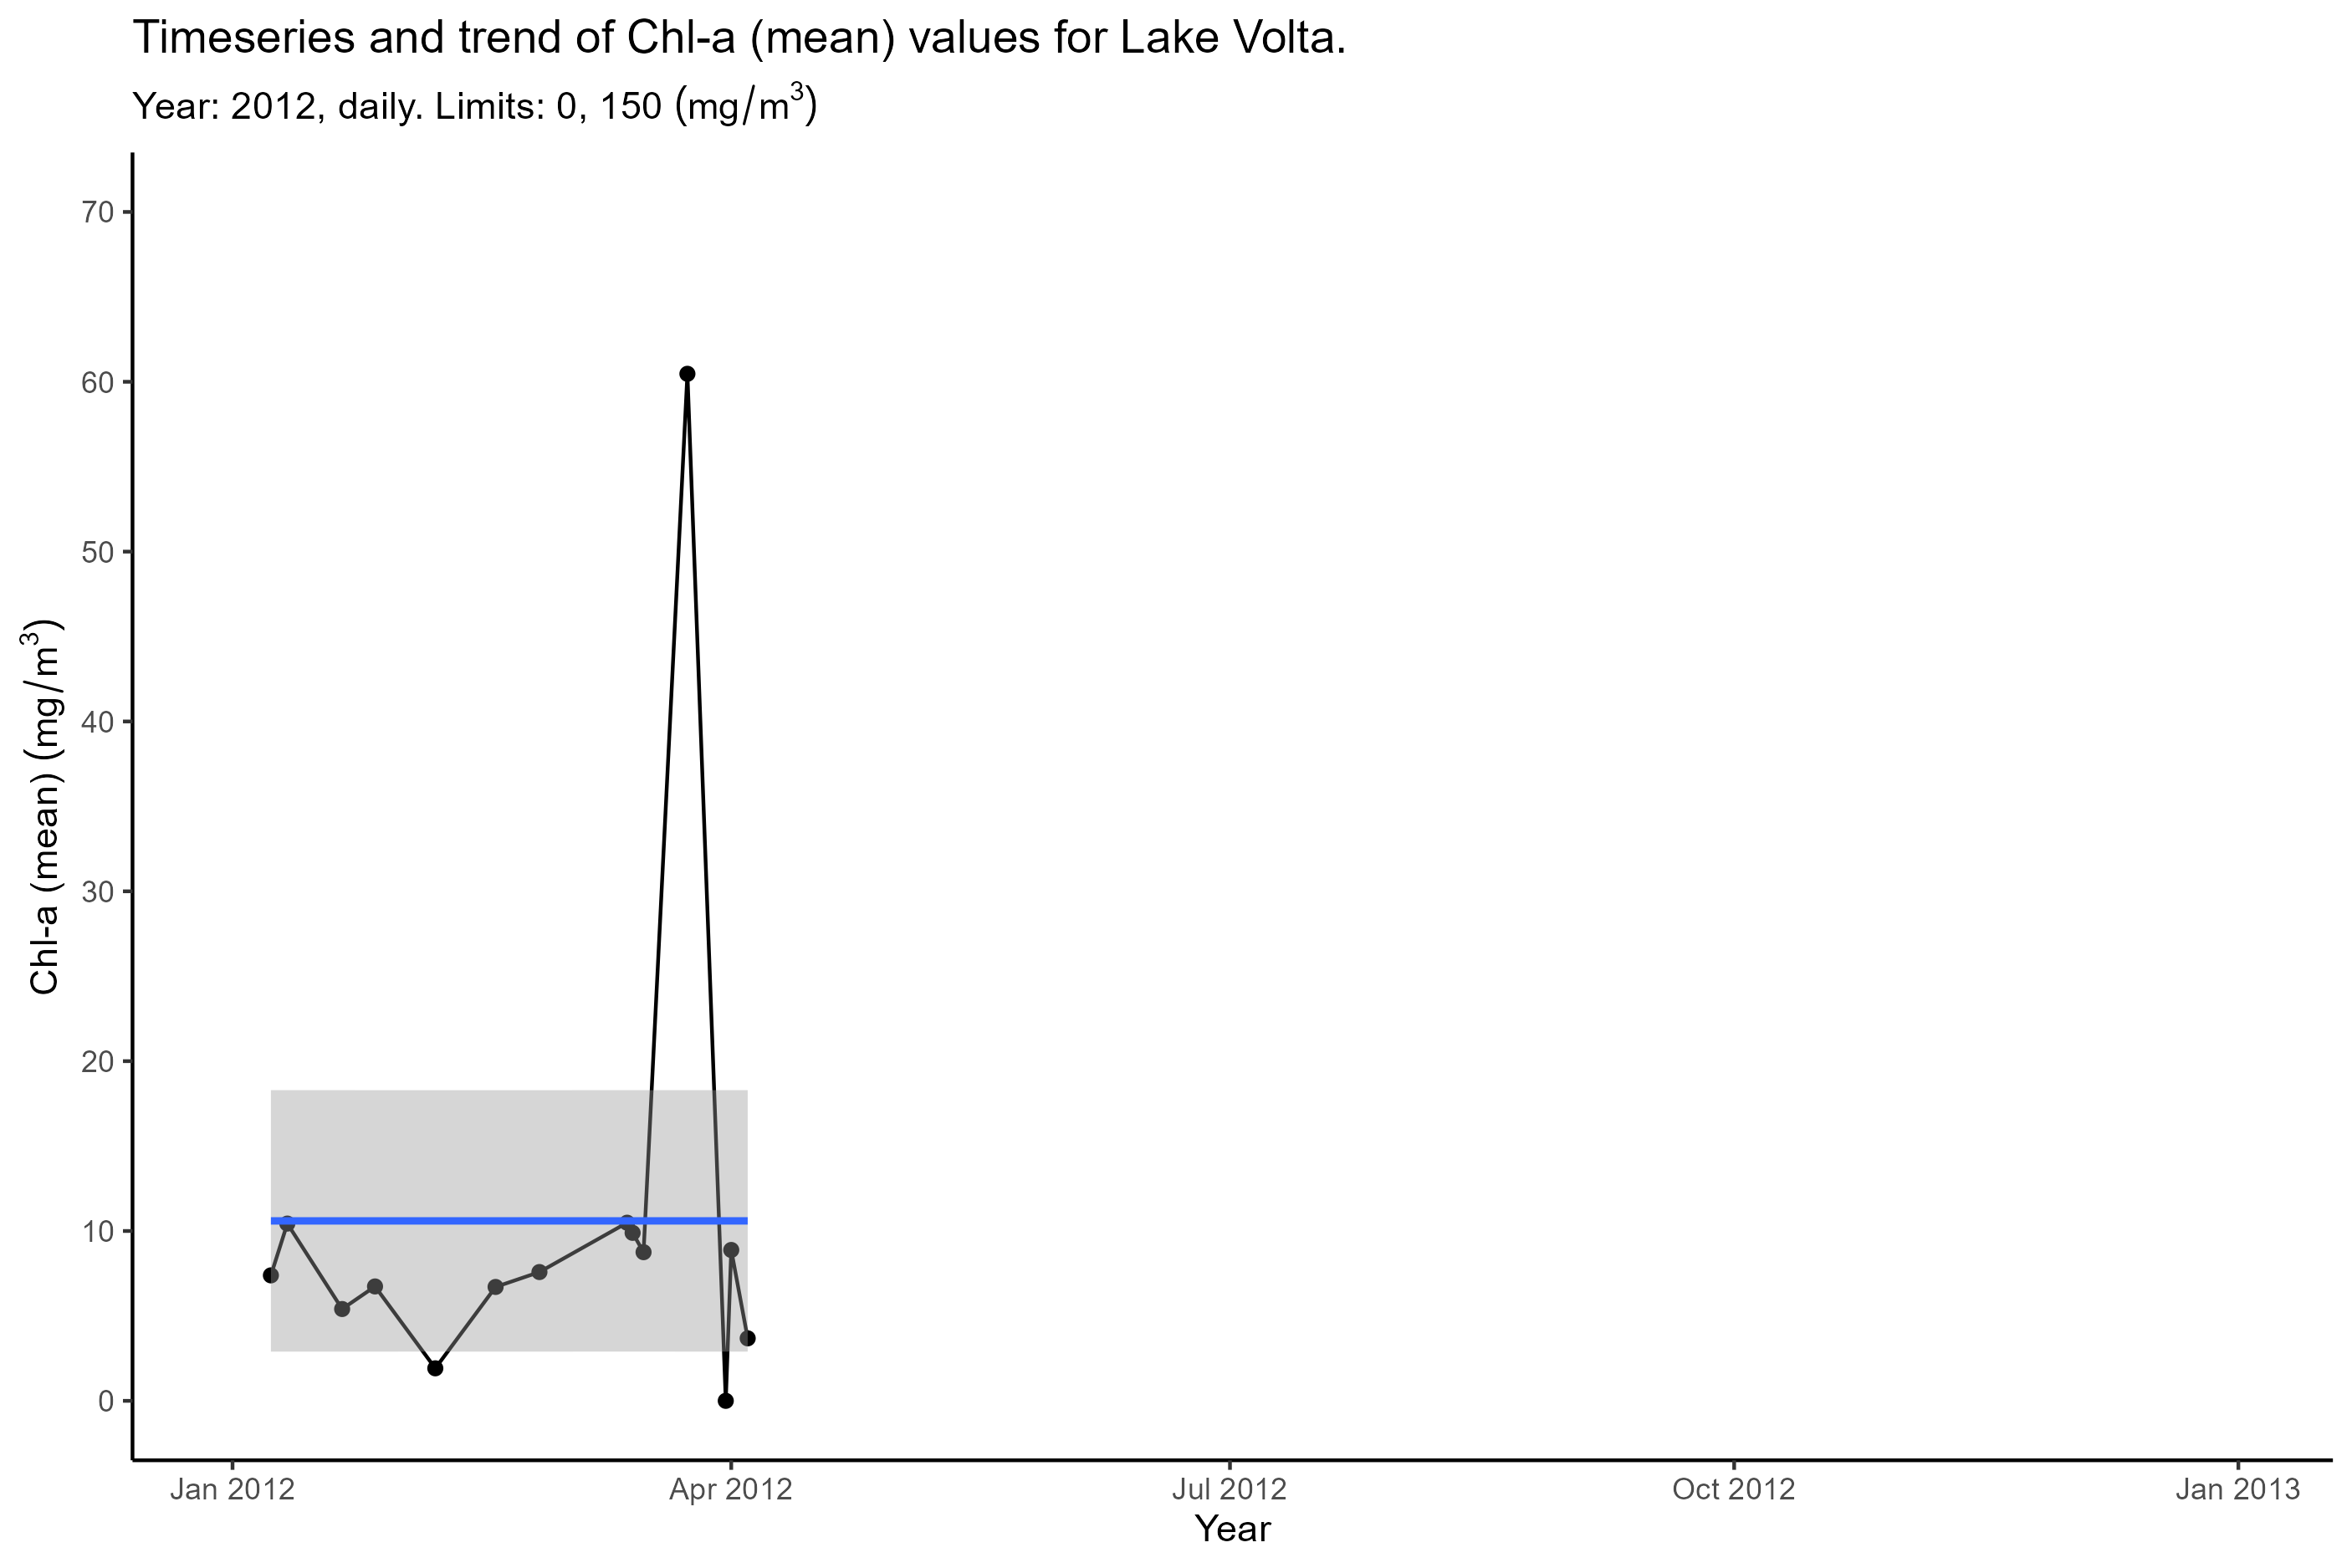 Timeseries and trend of Chl-a (mean) values for Lake Volta.
Year: 2012, daily. Limits: 0, 150 (mg/m³)
Chl-a (mean) (mg/m³)
70
60
50
40
30
20
10
0
Jan 2012 Apr 2012 Jul 2012 Oct 2012 Jan 2013
Year